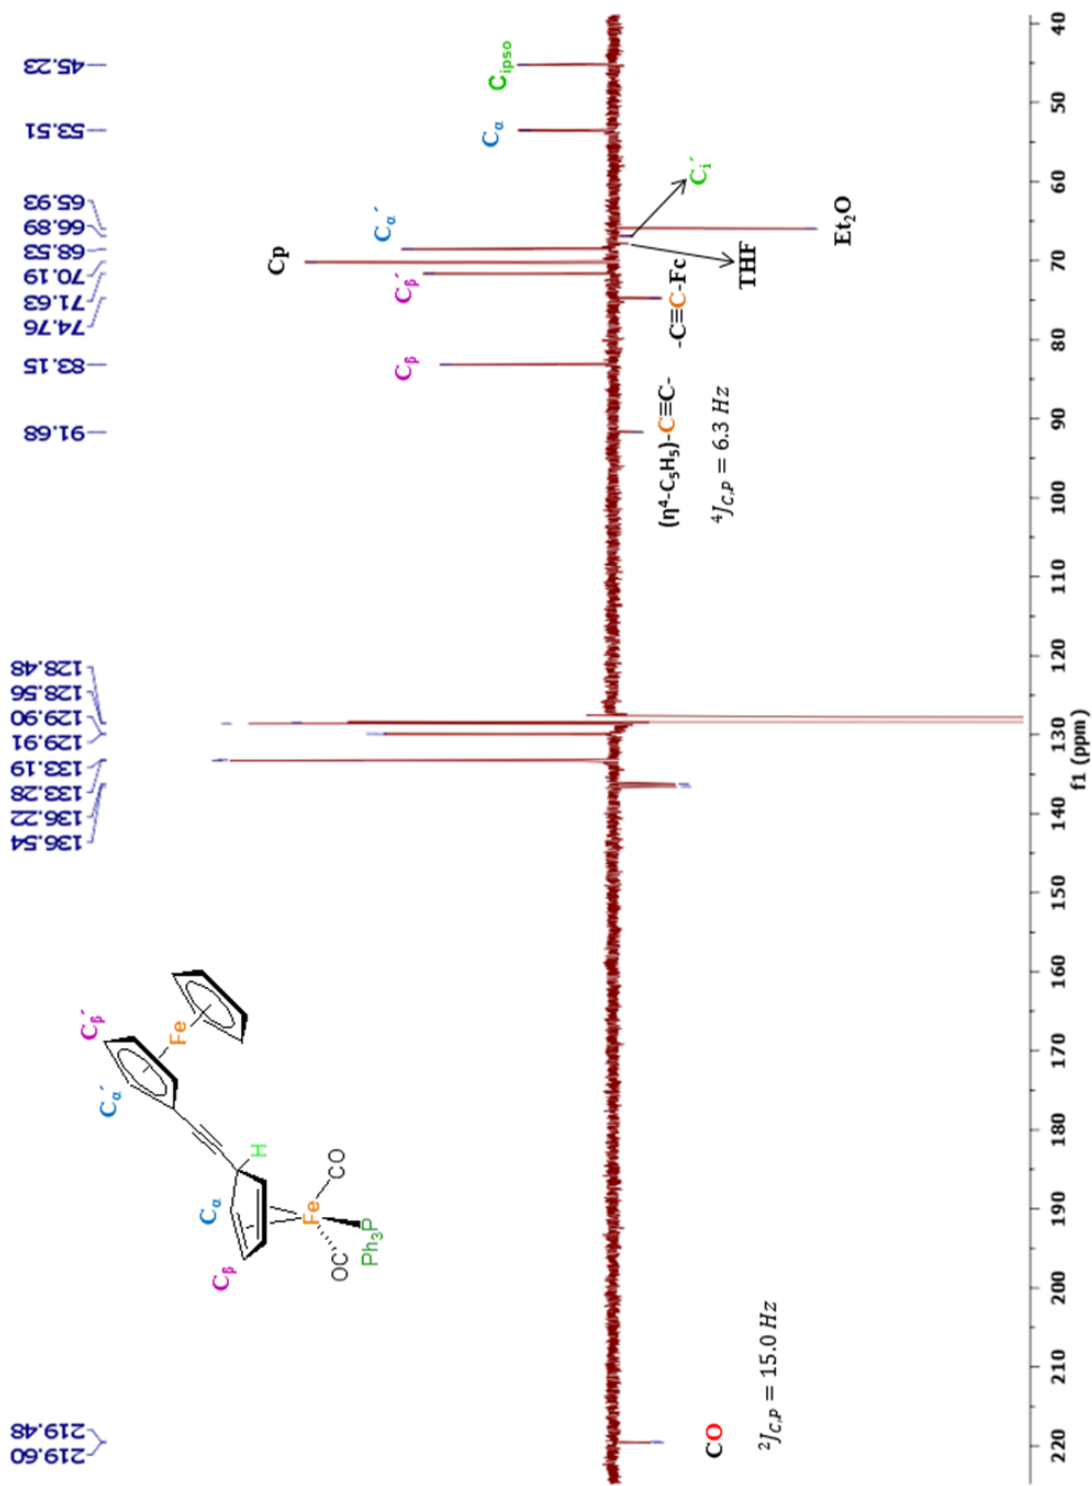 219.60
219.48
136.54
136.22
133.28
133.19
129.91
129.90
128.56
128.48
91.68
83.15
74.76
71.63
70.19
68.53
66.89
65.93
53.51
45.23
Cβ´
Cα´
Fe
H
Cα
Cβ
Fe
CO
OC
Ph3P
Cp
Cα´
Cβ´
Cβ
Cα
Cipso
Ci´
THF
Et2O
-C≡C-Fc
(η4-C5H5)-C≡C-
4JC,P = 6.3 Hz
CO
2JC,P = 15.0 Hz
220 210 200 190 180 170 160 150 140 130 120 110 100 90 80 70 60 50 40
f1 (ppm)